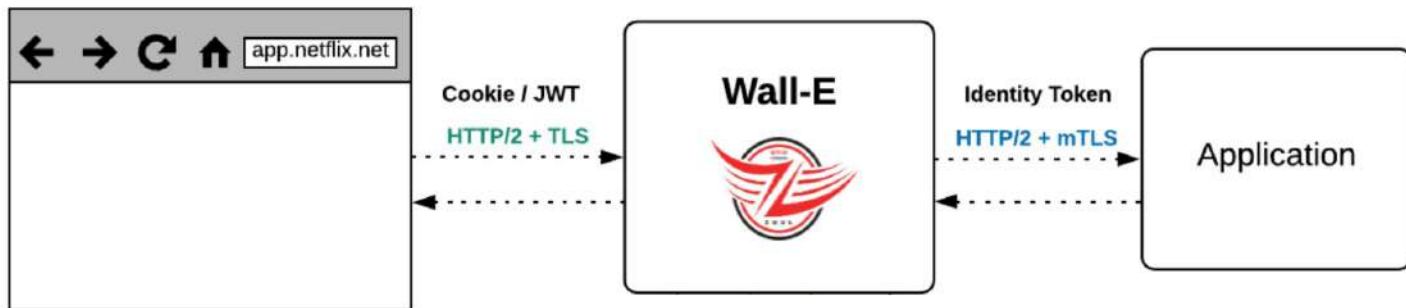 app.netflix.net
Cookie / JWT
HTTP/2 + TLS
Wall-E
Identity Token
HTTP/2 + mTLS
Application